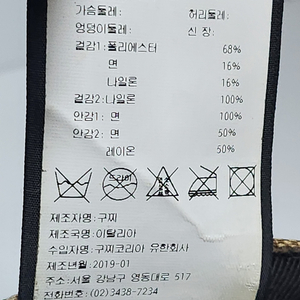 가슴둘레: 허리둘레:
엉덩이둘레: 신 장:
겉감1: 폴리에스터 68%
면 16%
나일론 16%
겉감2: 나일론 100%
안감1: 면 100%
안감2: 면 50%
레이온 50%
드라이
제조자명: 구찌
제조국명: 이탈리아
수입자명: 구찌코리아 유한회사
제조년월: 2019-01
주소: 서울 강남구 영동대로 517
전화번호: (02)3438-7234